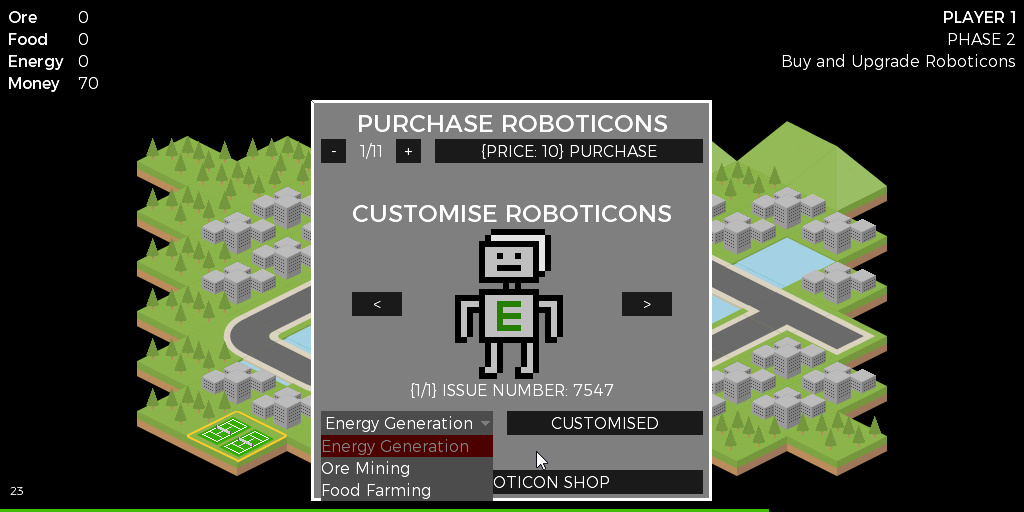 Ore 0
Food 0
Energy 0
Money 70
PLAYER 1
PHASE 2
Buy and Upgrade Roboticons
PURCHASE ROBOTICONS
- 1/11 + {PRICE: 10} PURCHASE
CUSTOMISE ROBOTICONS
< >
E
{1/1} ISSUE NUMBER: 7547
Energy Generation CUSTOMISED
Energy Generation
Ore Mining
OTICON SHOP
Food Farming
23